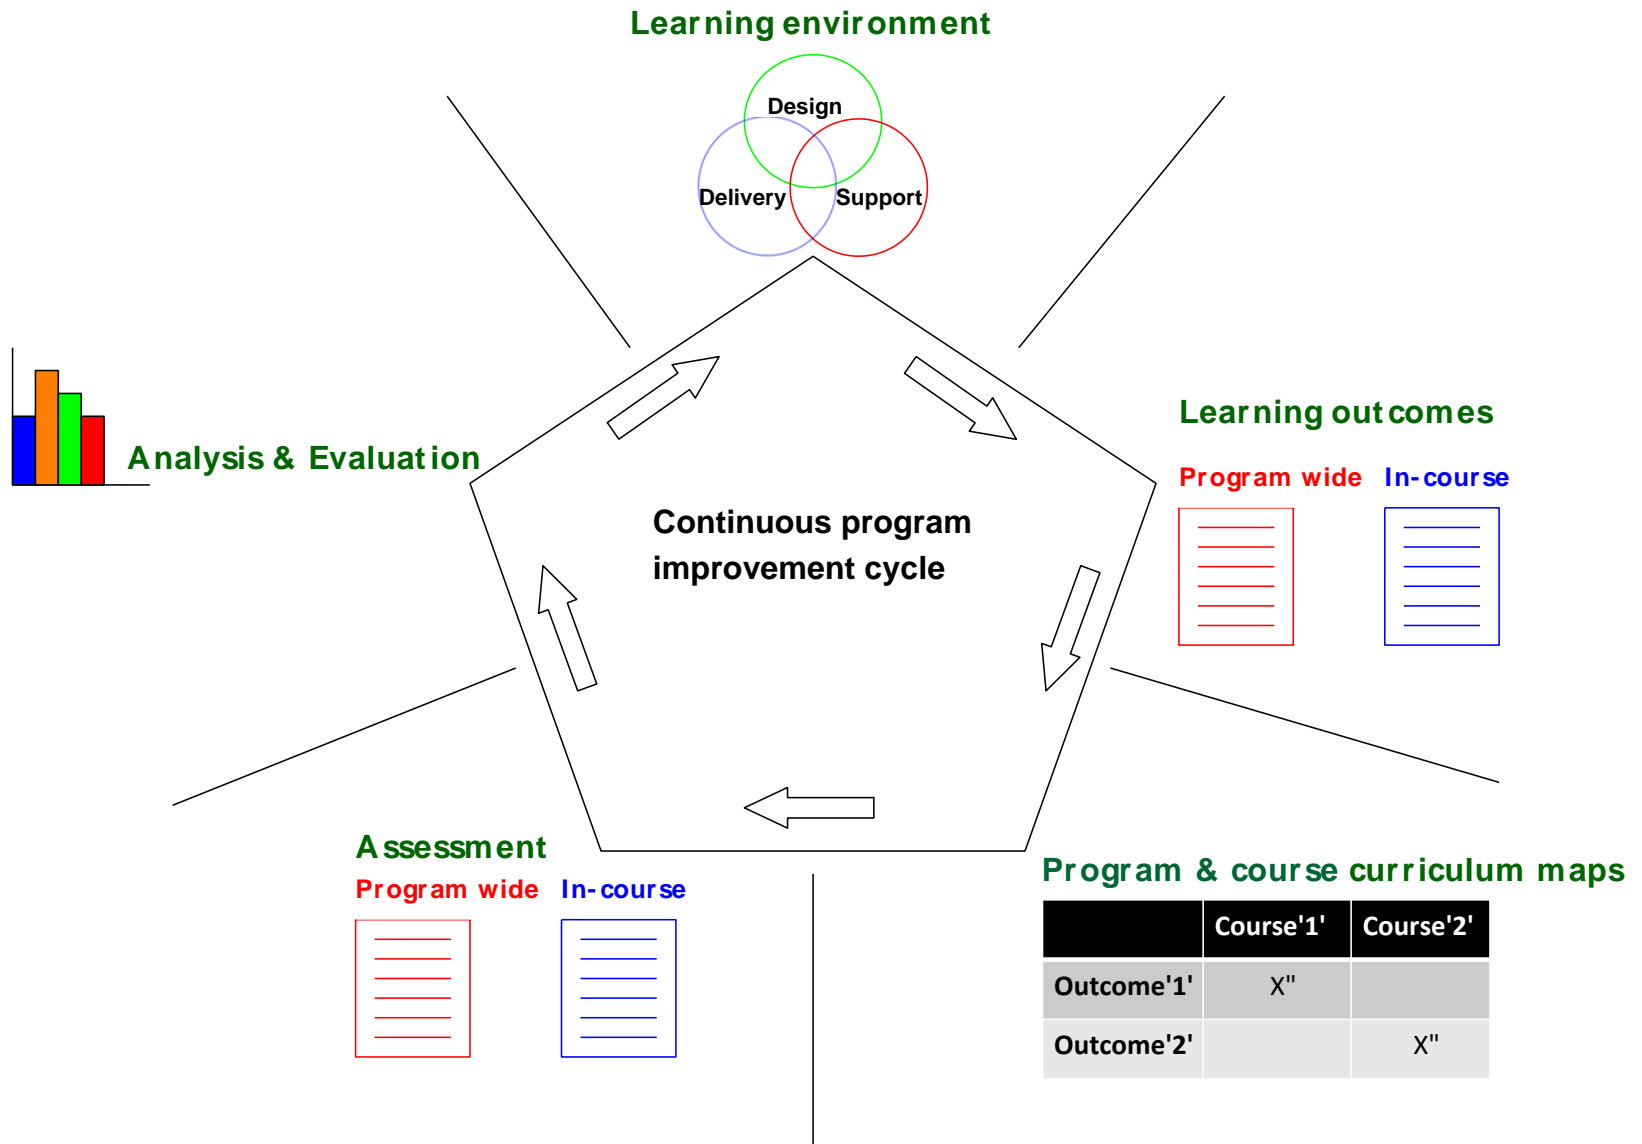 Learning environment
Design
Delivery
Support
Analysis & Evaluation
Continuous program
improvement cycle
Learning outcomes
Program wide
In-course
Assessment
Program wide
In-course
Program & course curriculum maps
Course'1' Course'2'
Outcome'1' X"
Outcome'2' X"